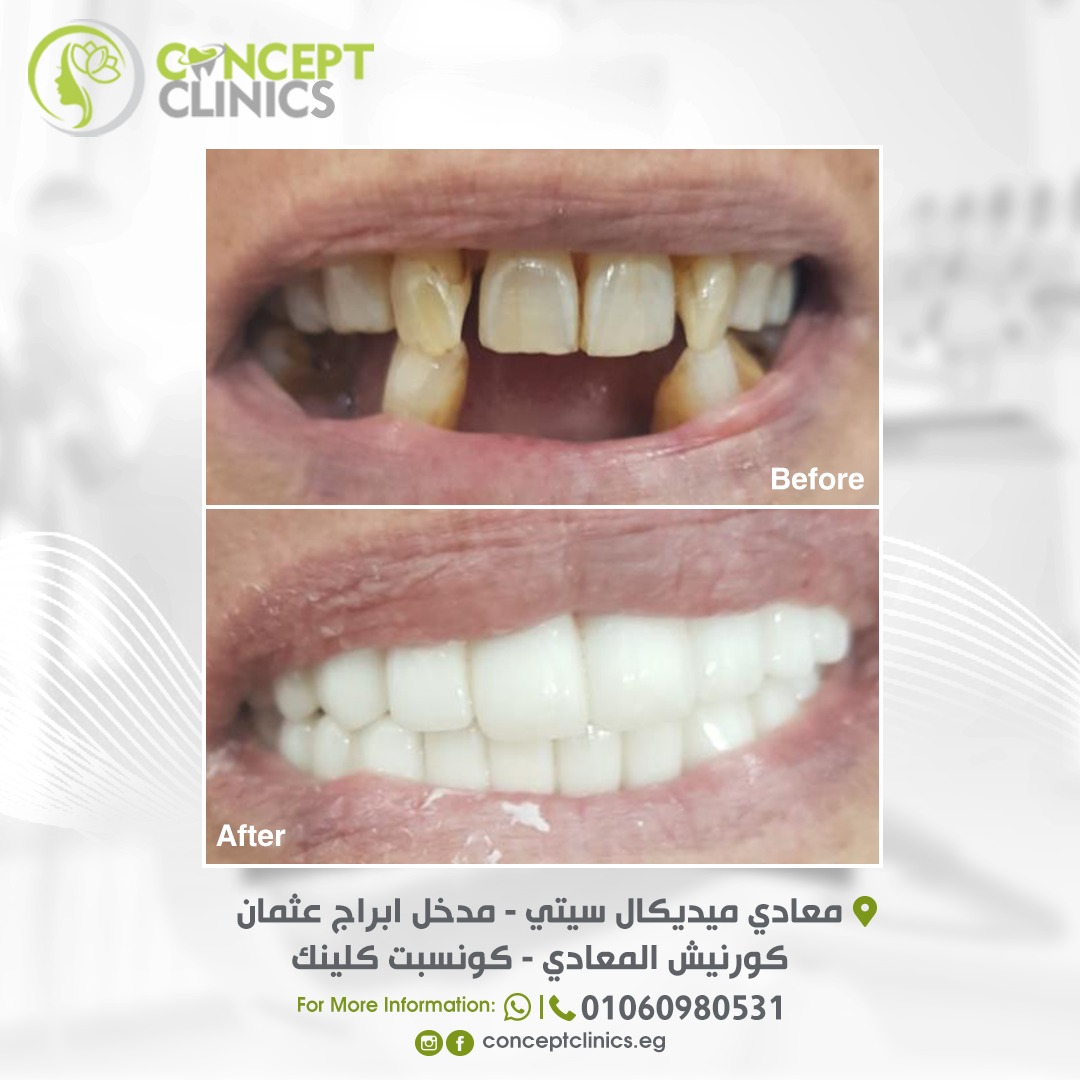 CONCEPT
CLINICS
Before
After
معادي ميديكال سيتي - مدخل ابراج عثمان
كورنيش المعادي - كونسبت كلينك
For More Information: | 01060980531
conceptclinics.eg